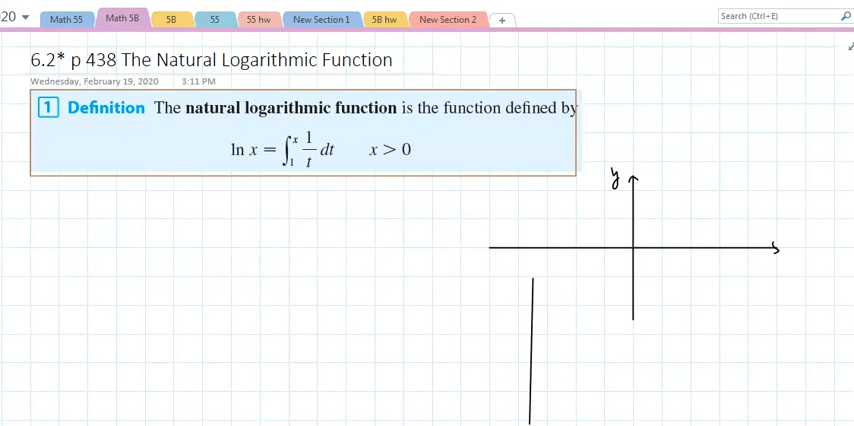 20 Math 55 Math 5B 5B 55 55 hw New Section 1 5B hw New Section 2 + Search (Ctrl+E)
6.2* p 438 The Natural Logarithmic Function
Wednesday, February 19, 2020 3:11 PM
1 Definition The natural logarithmic function is the function defined by
ln x = ∫₁ˣ 1/t dt x > 0
y